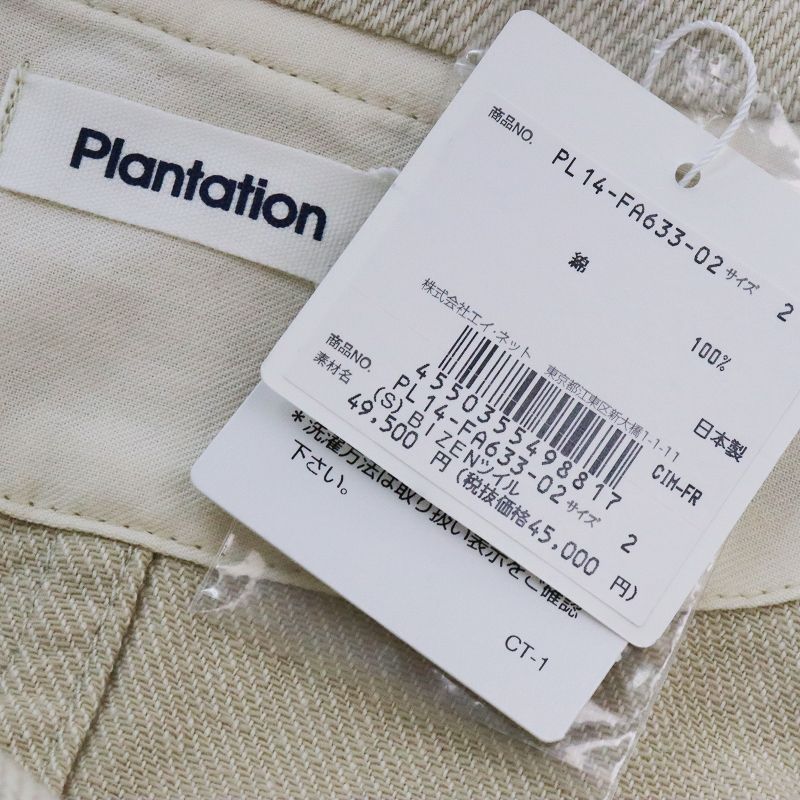 Plantation
商品NO. PL14-FA633-02 サイズ 2
綿 100%
株式会社エイ・ネット 東京都江東区新大橋1-1-11
日本製
4550355498817 CIM-FR
商品NO. PL14-FA633-02 サイズ 2
素材名 (S)BIZENツイル
49,500 円 (税抜価格45,000 円)
*洗濯方法は取り扱い表示をご確認
下さい。
CT-1